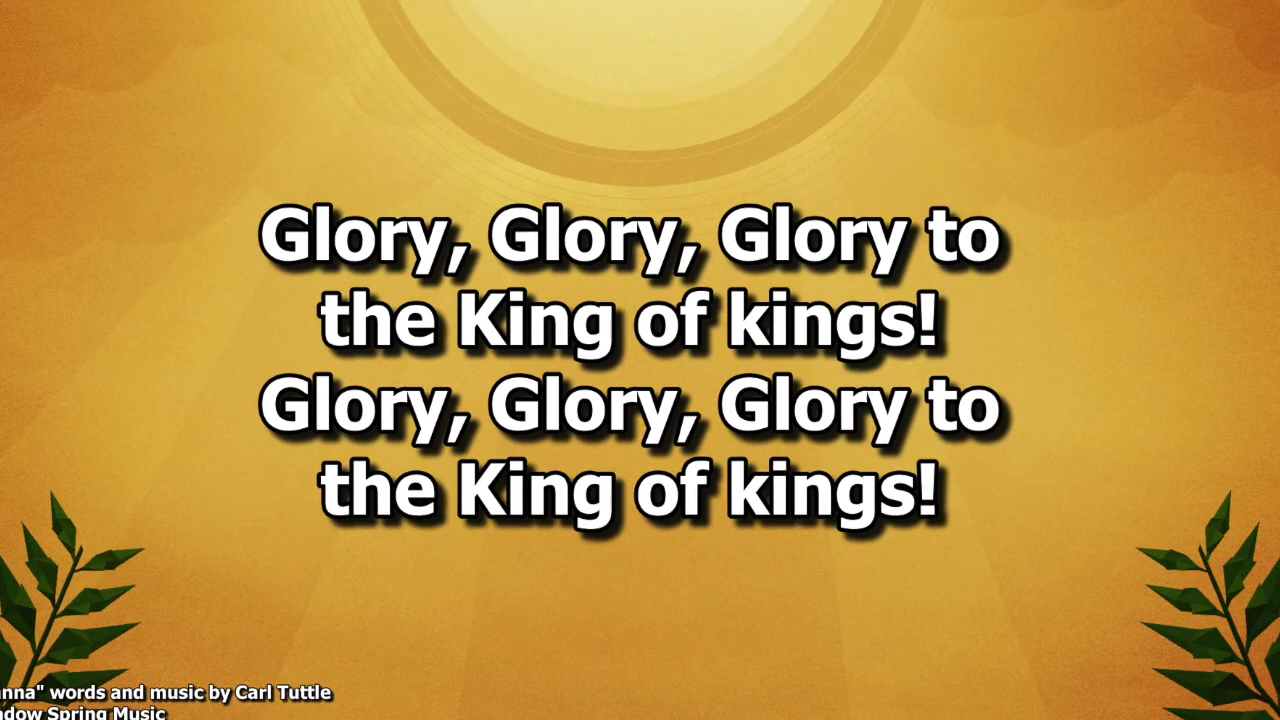 Glory, Glory, Glory to
the King of kings!
Glory, Glory, Glory to
the King of kings!
words and music by Carl Tuttle
Spring Music